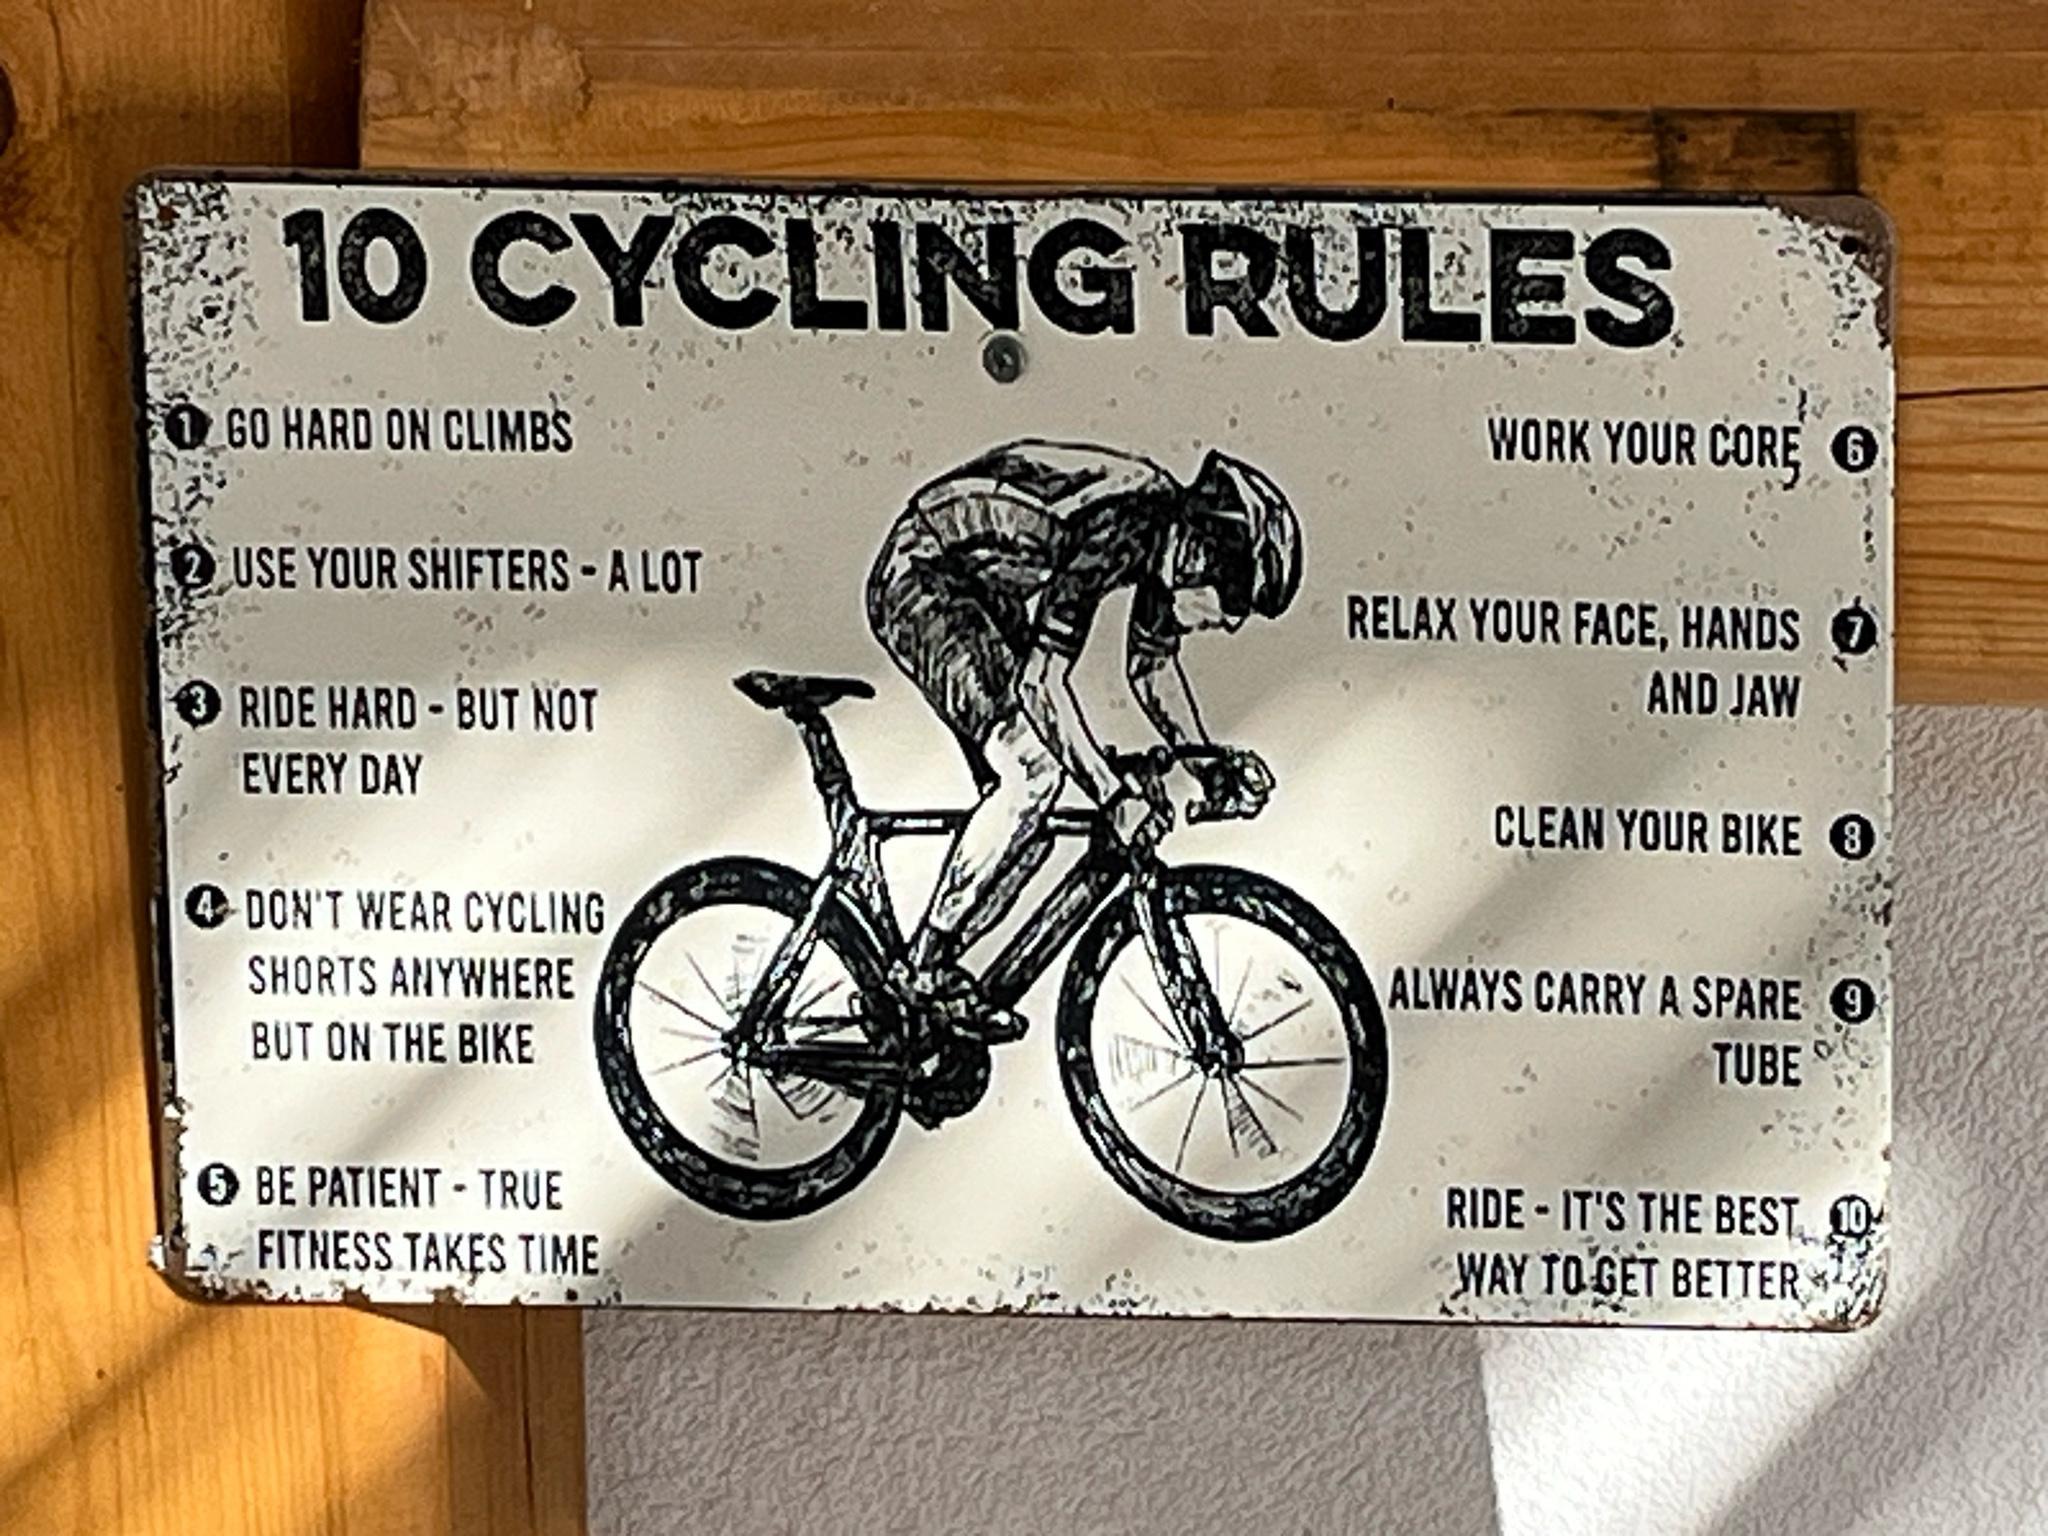 10 CYCLING RULES
1 GO HARD ON CLIMBS
2 USE YOUR SHIFTERS - A LOT
3 RIDE HARD - BUT NOT
EVERY DAY
4 DON'T WEAR CYCLING
SHORTS ANYWHERE
BUT ON THE BIKE
5 BE PATIENT - TRUE
FITNESS TAKES TIME
WORK YOUR CORE 6
RELAX YOUR FACE, HANDS 7
AND JAW
CLEAN YOUR BIKE 8
ALWAYS CARRY A SPARE 9
TUBE
RIDE - IT'S THE BEST 10
WAY TO GET BETTER